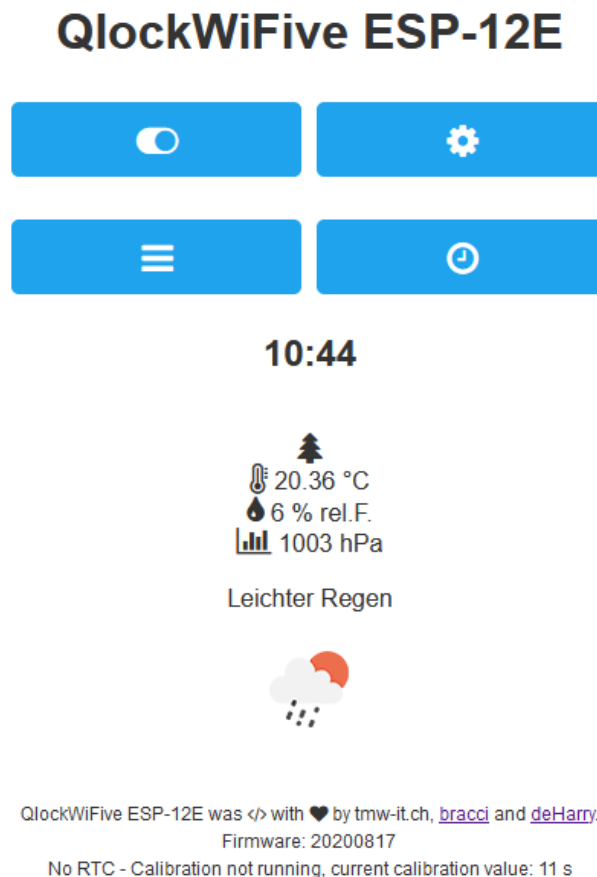 QlockWiFive ESP-12E
10:44
20.36 °C
6 % rel.F.
1003 hPa
Leichter Regen
QlockWiFive ESP-12E was </> with ♥ by tmw-it.ch, bracci and deHarry.
Firmware: 20200817
No RTC - Calibration not running, current calibration value: 11 s